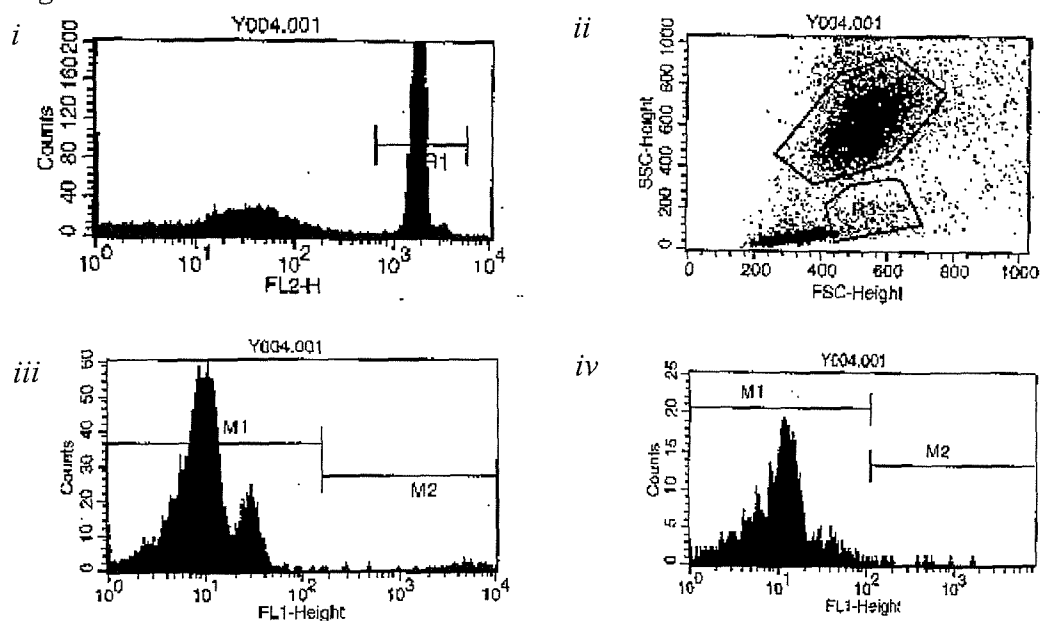 i
Y004.001
Counts
0 40 80 120 160 200
R1
10^0 10^1 10^2 10^3 10^4
FL2-H
ii
Y004.001
SSC-Height
0 200 400 600 800 1000
0 200 400 600 800 1000
FSC-Height
iii
Y004.001
Counts
0 10 20 30 40 50
M1
M2
10^0 10^1 10^2 10^3 10^4
FL1-Height
iv
Y004.001
Counts
0 5 10 15 20 25
M1
M2
10^0 10^1 10^2 10^3
FL1-Height